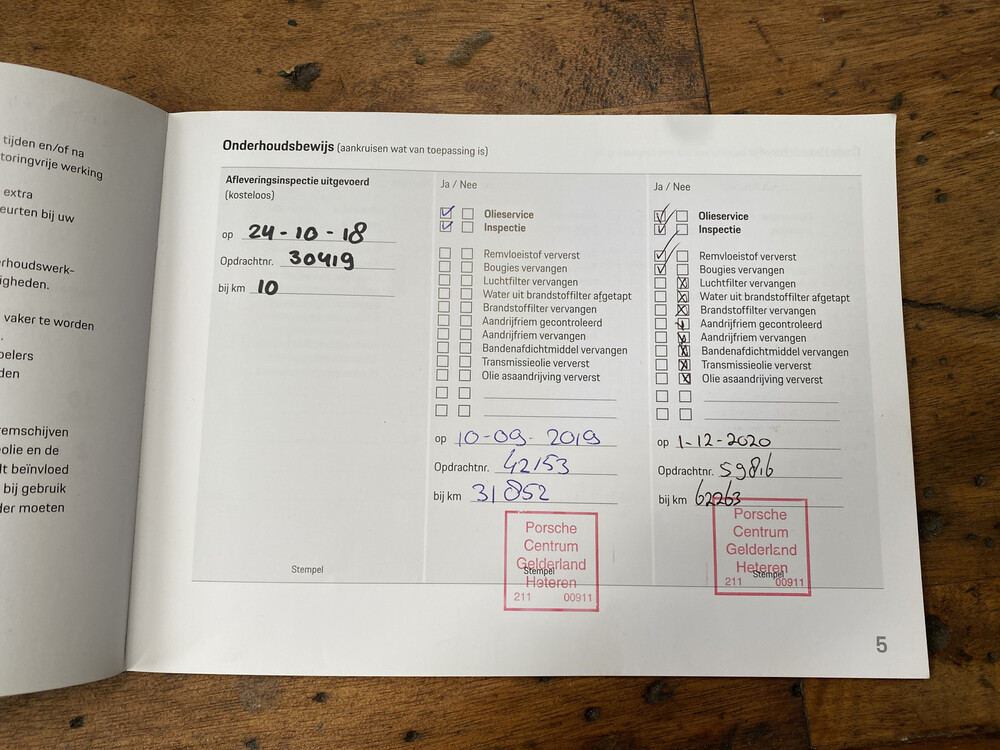 tijden en/of na
toringvrije werking
extra
eurten bij uw
rhoudswerk-
igheden.
vaker te worden
pelers
den
remschijven
olie en de
dt beïnvloed
bij gebruik
der moeten
Onderhoudsbewijs (aankruisen wat van toepassing is)
Afleveringsinspectie uitgevoerd
(kosteloos)
op 24-10-18
Opdrachtnr. 30419
bij km 10
Stempel
Ja / Nee
Olieservice
Inspectie
Remvloeistof ververst
Bougies vervangen
Luchtfilter vervangen
Water uit brandstoffilter afgetapt
Brandstoffilter vervangen
Aandrijfriem gecontroleerd
Aandrijfriem vervangen
Bandenafdichtmiddel vervangen
Transmissieolie ververst
Olie asaandrijving ververst
op 10-09-2019
Opdrachtnr. 42153
bij km 31852
Porsche
Centrum
Gelderland
Stempel
Heteren
211 00911
Ja / Nee
Olieservice
Inspectie
Remvloeistof ververst
Bougies vervangen
Luchtfilter vervangen
Water uit brandstoffilter afgetapt
Brandstoffilter vervangen
Aandrijfriem gecontroleerd
Aandrijfriem vervangen
Bandenafdichtmiddel vervangen
Transmissieolie ververst
Olie asaandrijving ververst
op 1-12-2020
Opdrachtnr.
bij km 62263
Porsche
Centrum
Gelderland
Heteren
Stempel
211 00911
5